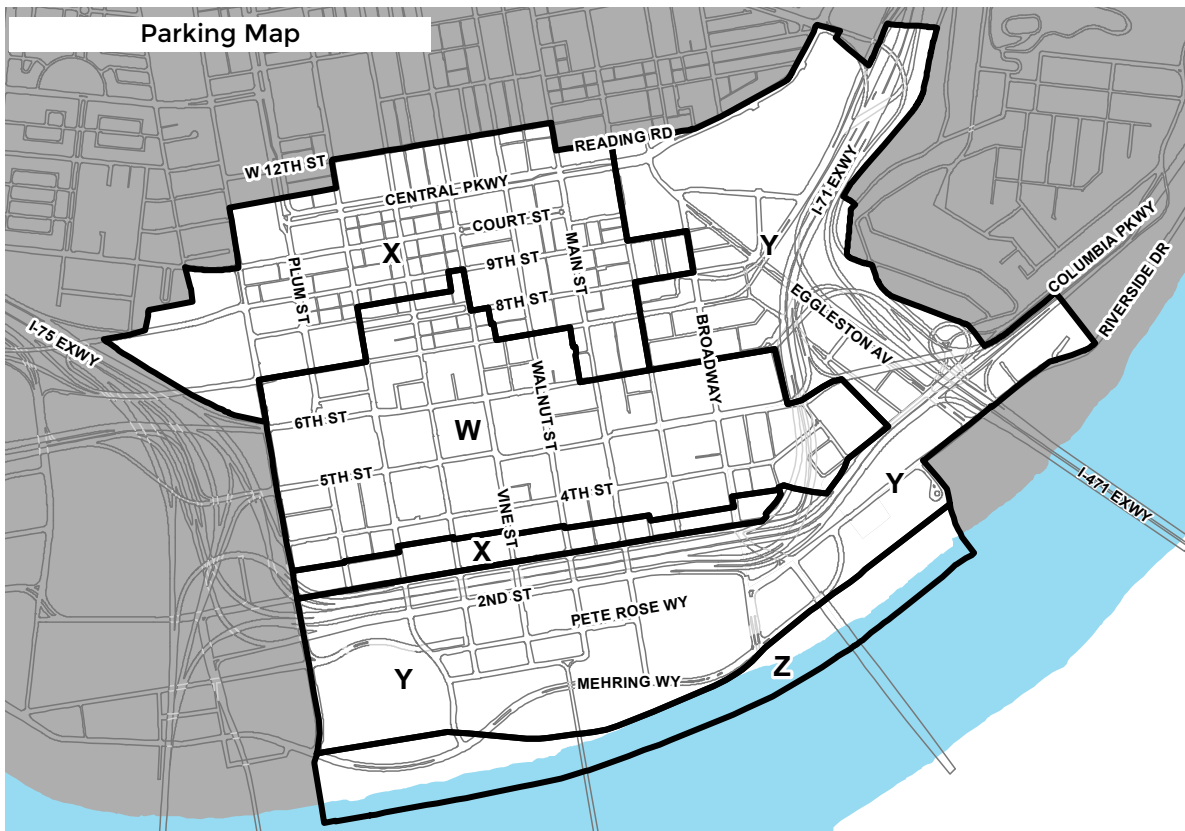 Parking Map
READING RD
W 12TH ST
CENTRAL PKWY
I-71 EXWY
COURT ST
X
9TH ST
MAIN ST
Y
COLUMBIA PKWY
PLUM ST
8TH ST
RIVERSIDE DR
EGGLESTON AV
I-75 EXWY
BROADWAY
WALNUT ST
6TH ST
W
5TH ST
4TH ST
VINE ST
Y
I-471 EXWY
X
2ND ST
PETE ROSE WY
Y
MEHRING WY
Z